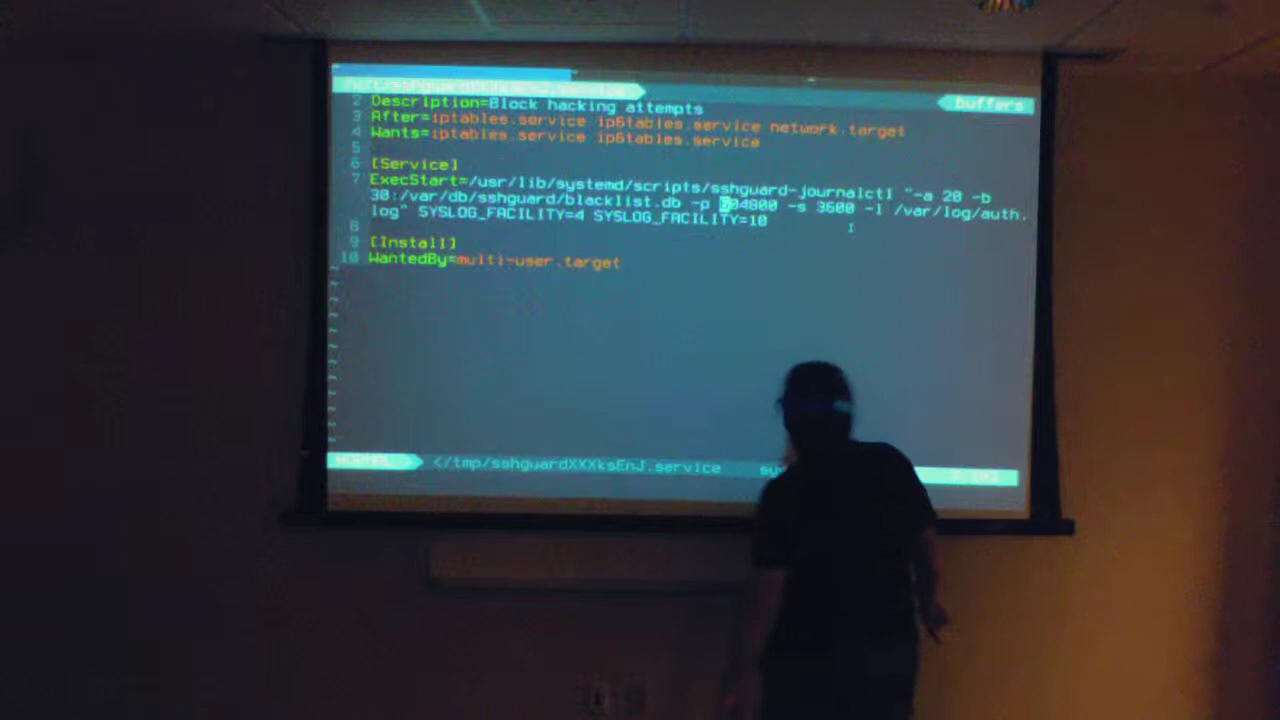 buffers
2 Description=Block hacking attempts
3 After=iptables.service ip6tables.service network.target
4 Wants=iptables.service ip6tables.service
5
6 [Service]
7 ExecStart=/usr/lib/systemd/scripts/sshguard-journalctl "-a 20 -b
30:/var/db/sshguard/blacklist.db -p 604800 -s 3600 -l /var/log/auth.
log" SYSLOG_FACILITY=4 SYSLOG_FACILITY=10
8
9 [Install]
10 WantedBy=multi-user.target
~
~
~
~
~
~
~
~
~
~
~
~
NORMAL </tmp/sshguardXXXksEnJ.service